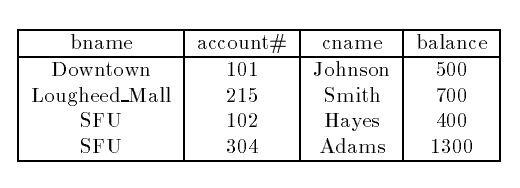 bname account# cname balance
Downtown 101 Johnson 500
Lougheed_Mall 215 Smith 700
SFU 102 Hayes 400
SFU 304 Adams 1300